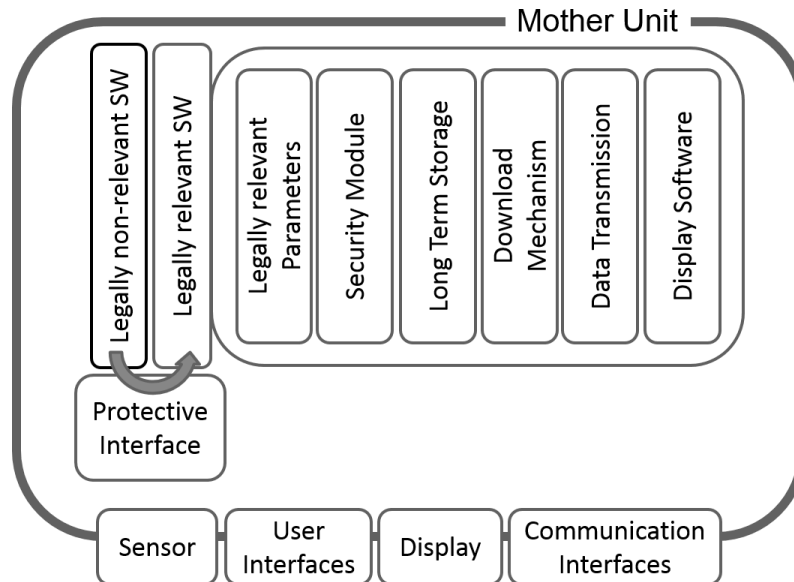 Mother Unit
Legally non-relevant SW
Legally relevant SW
Legally relevant
Parameters
Security Module
Long Term Storage
Download
Mechanism
Data Transmission
Display Software
Protective
Interface
Sensor
User
Interfaces
Display
Communication
Interfaces